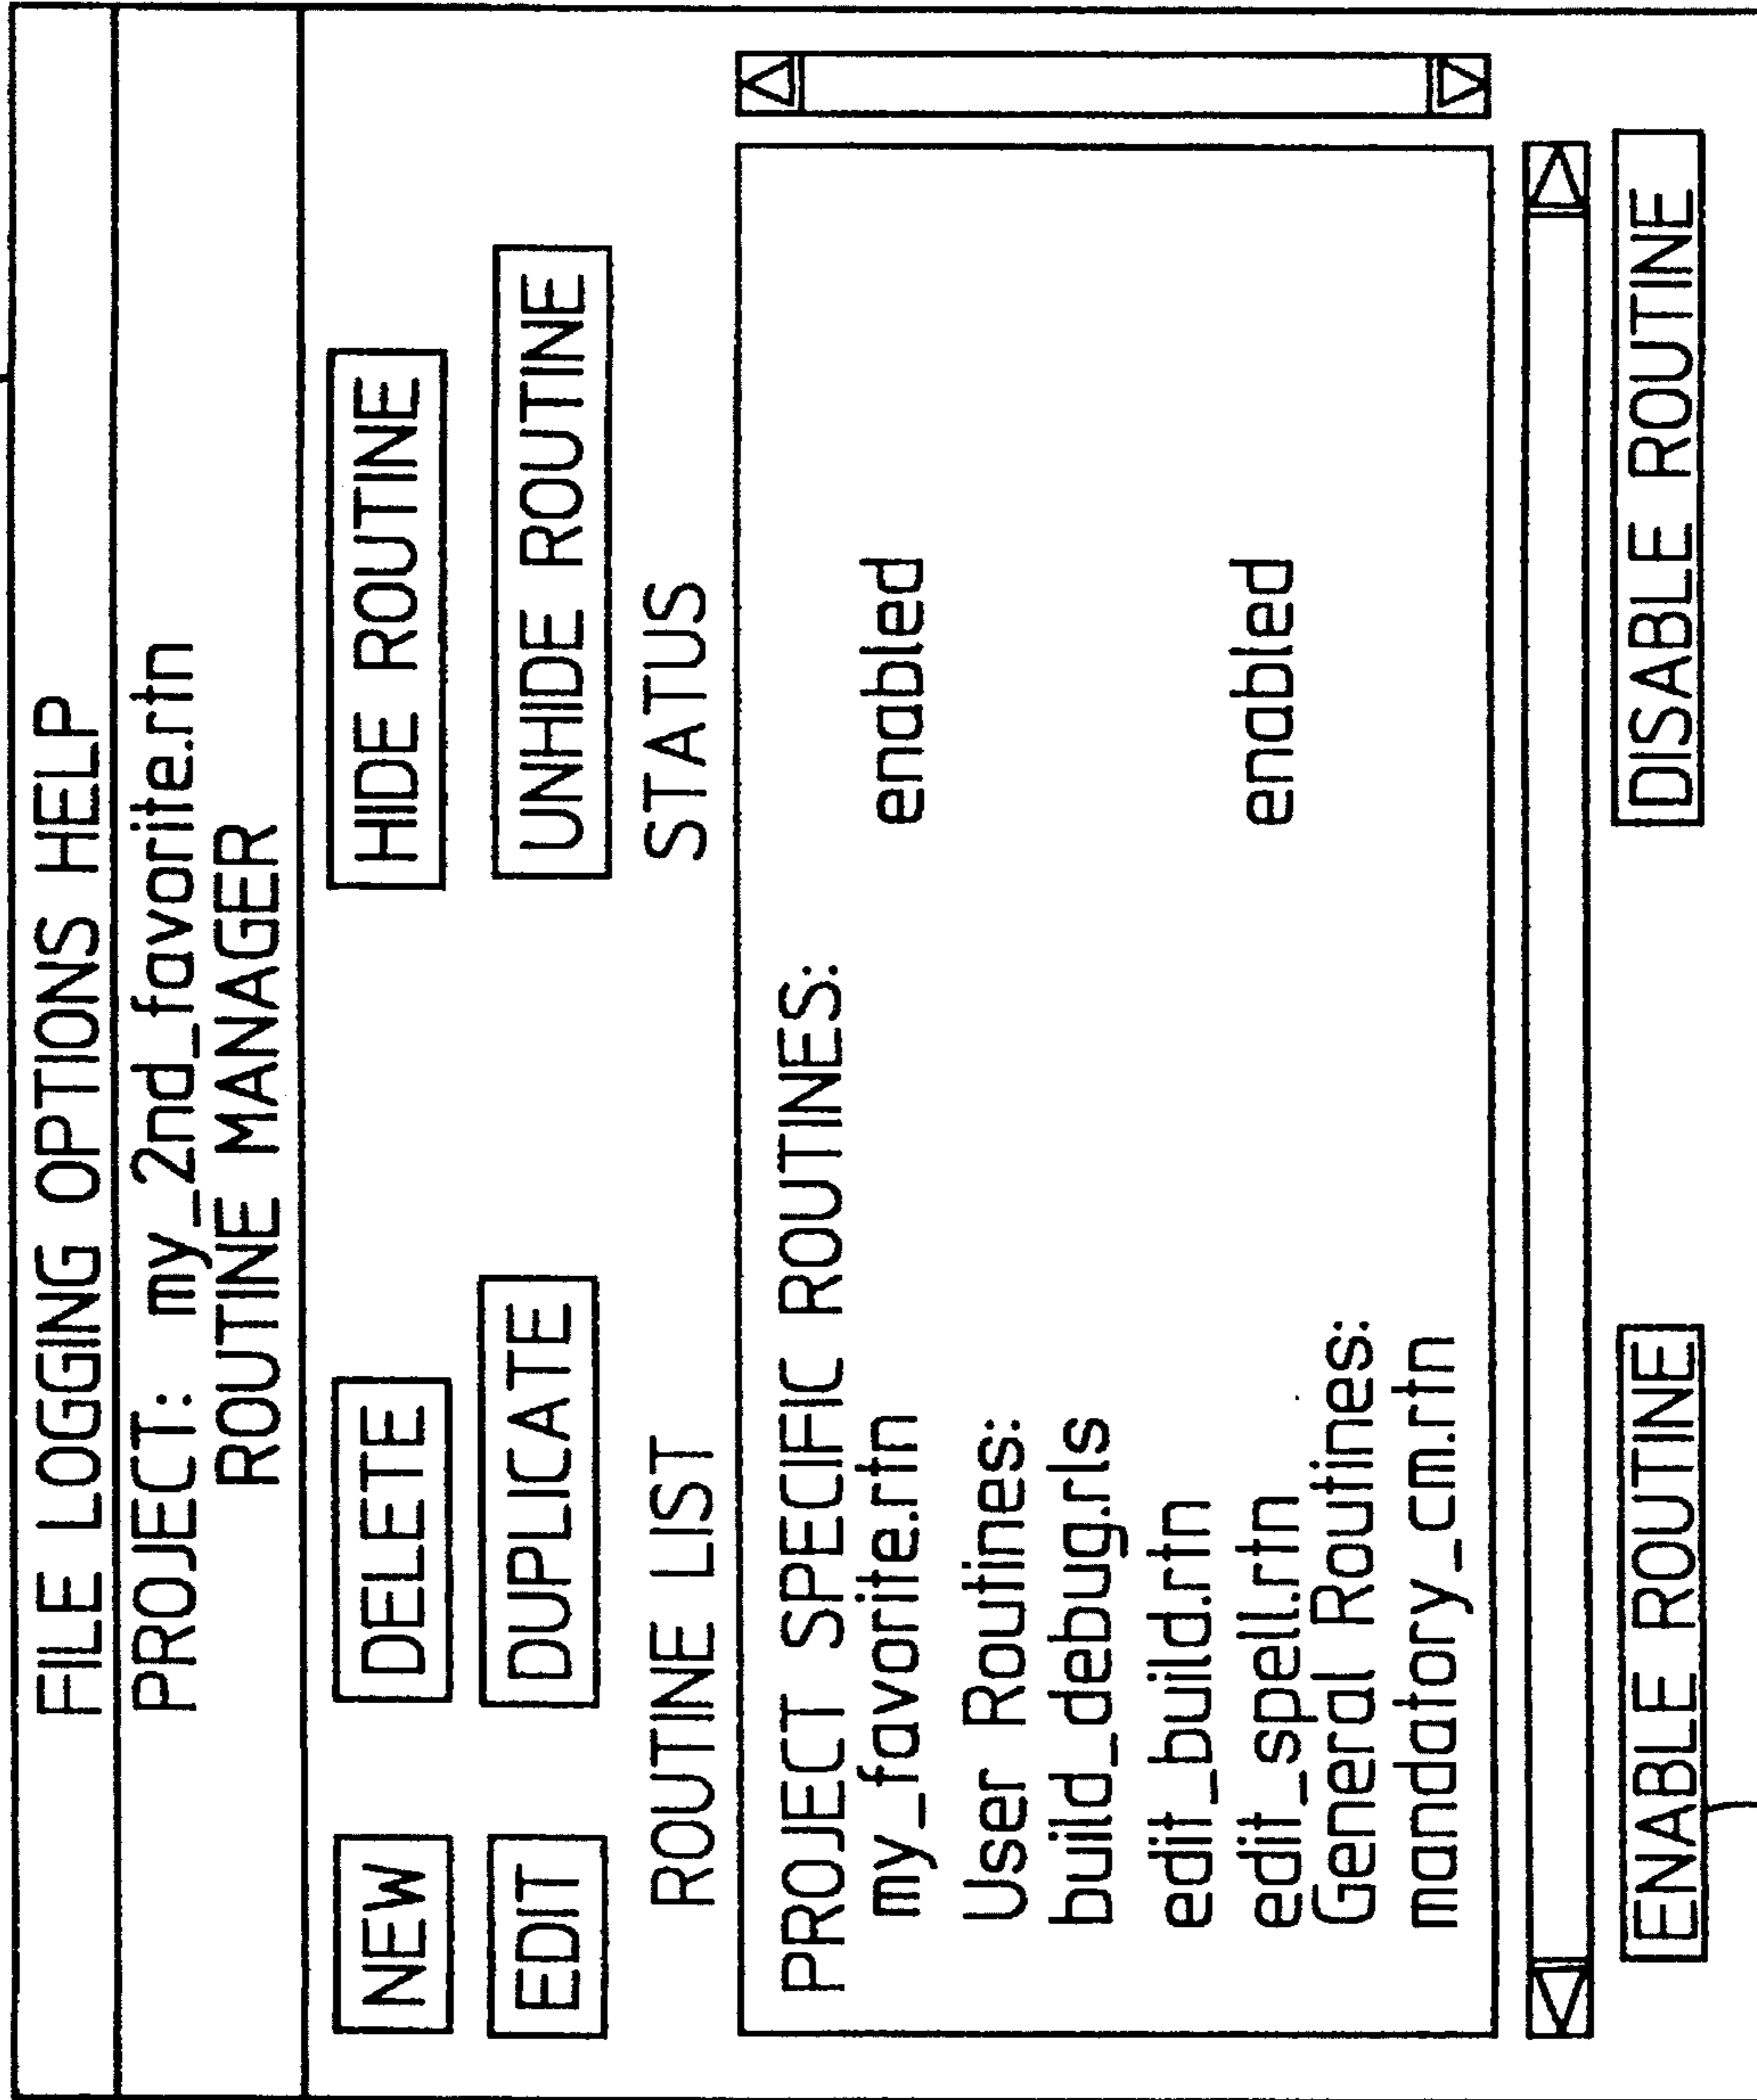 FILE LOGGING OPTIONS HELP
PROJECT: my_2nd_favorite.rtn
ROUTINE MANAGER
NEW DELETE HIDE ROUTINE
EDIT DUPLICATE UNHIDE ROUTINE
ROUTINE LIST STATUS
PROJECT SPECIFIC ROUTINES:
my_favorite.rtn enabled
User Routines:
build_debug.rls
edit_build.rtn
edit_spell.rtn enabled
General Routines:
mandatory_cm.rtn
ENABLE ROUTINE DISABLE ROUTINE